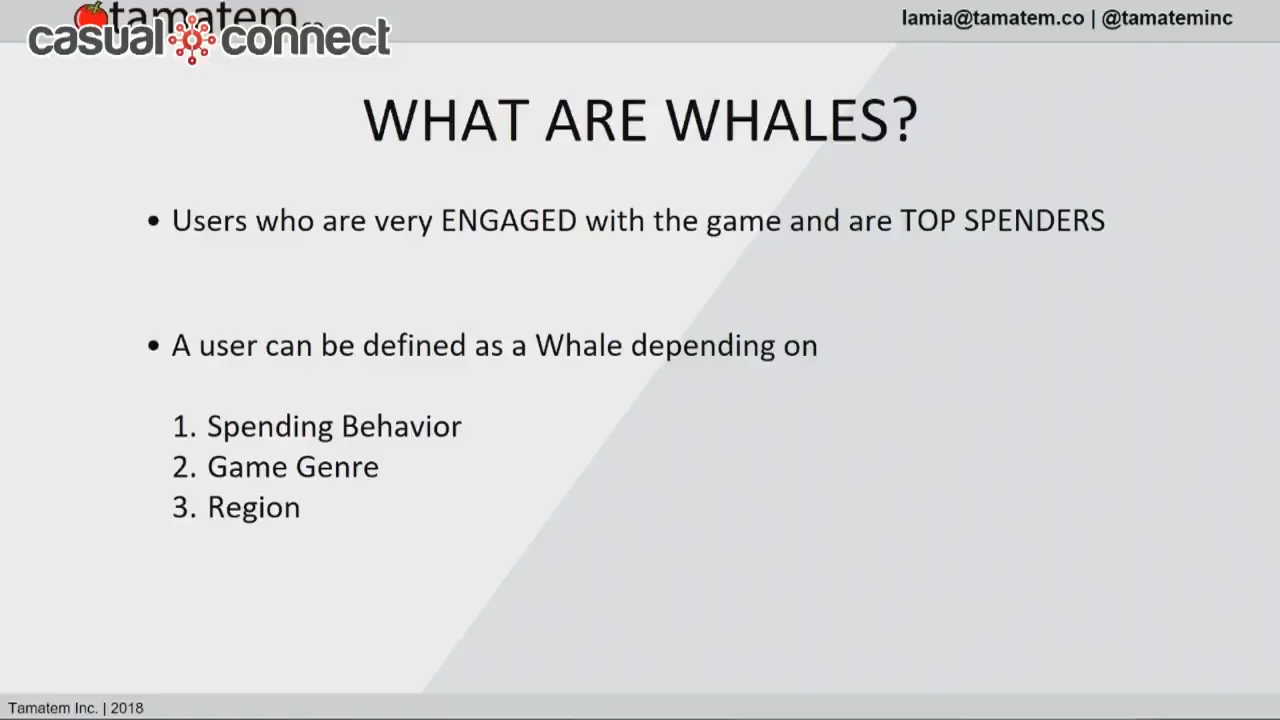 tamatem
casual connect
lamia@tamatem.co | @tamateminc
WHAT ARE WHALES?
• Users who are very ENGAGED with the game and are TOP SPENDERS
• A user can be defined as a Whale depending on
1. Spending Behavior
2. Game Genre
3. Region
Tamatem Inc. | 2018